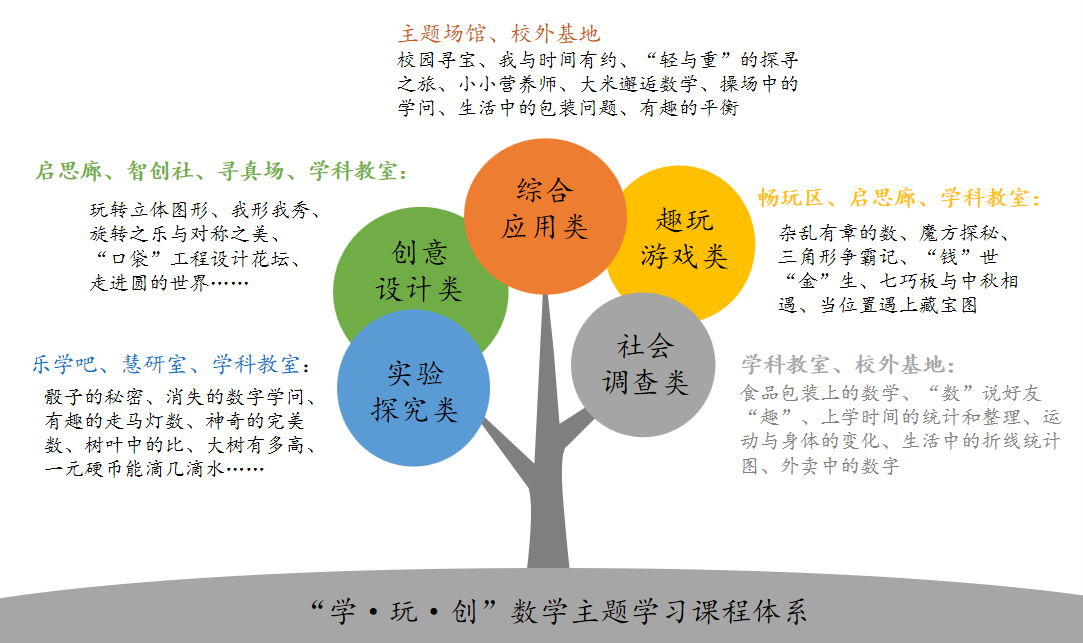 主题场馆、校外基地
校园寻宝、我与时间有约、“轻与重”的探寻
之旅、小小营养师、大米邂逅数学、操场中的
学问、生活中的包装问题、有趣的平衡
启思廊、智创社、寻真场、学科教室：
玩转立体图形、我形我秀、
旋转之乐与对称之美、
“口袋”工程设计花坛、
走进圆的世界……
综合
应用类
趣玩
游戏类
创意
设计类
畅玩区、启思廊、学科教室：
杂乱有章的数、魔方探秘、
三角形争霸记、“钱”世
“金”生、七巧板与中秋相
遇、当位置遇上藏宝图
乐学吧、慧研室、学科教室：
骰子的秘密、消失的数字学问、
有趣的走马灯数、神奇的完美
数、树叶中的比、大树有多高、
一元硬币能滴几滴水……
实验
探究类
社会
调查类
学科教室、校外基地：
食品包装上的数学、“数”说好友
“趣”、上学时间的统计和整理、运
动与身体的变化、生活中的折线统计
图、外卖中的数字
“学·玩·创”数学主题学习课程体系